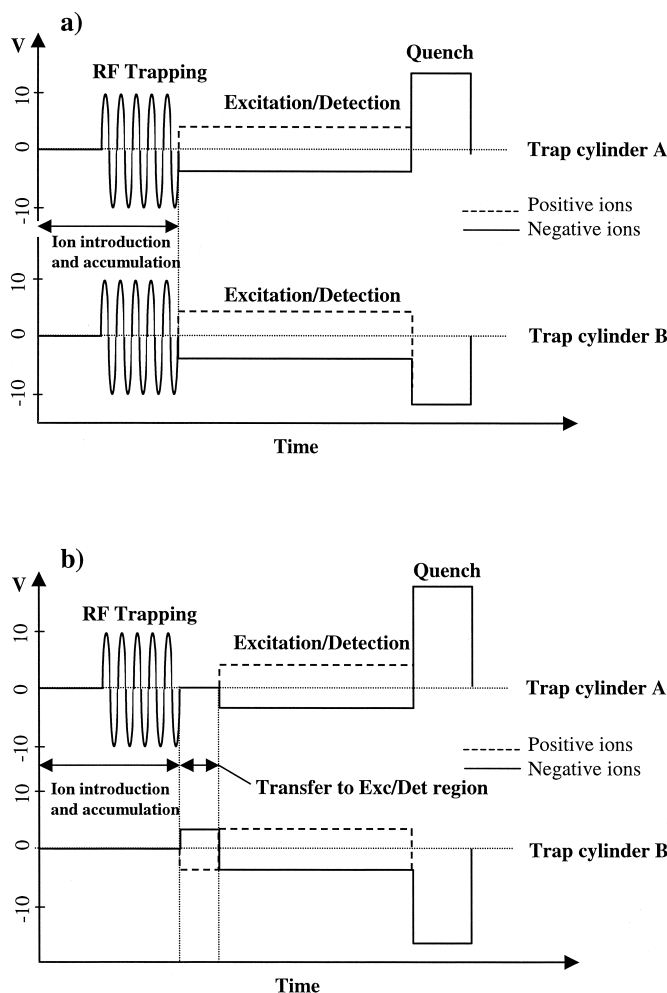 a)
V
Quench
RF Trapping
Excitation/Detection
10
0
-10
Trap cylinder A
Positive ions
Negative ions
Ion introduction
and accumulation
Excitation/Detection
10
0
-10
Trap cylinder B
Time
b)
V
Quench
RF Trapping
Excitation/Detection
10
0
-10
Trap cylinder A
Positive ions
Negative ions
Ion introduction
and accumulation
Transfer to Exc/Det region
10
0
-10
Trap cylinder B
Time